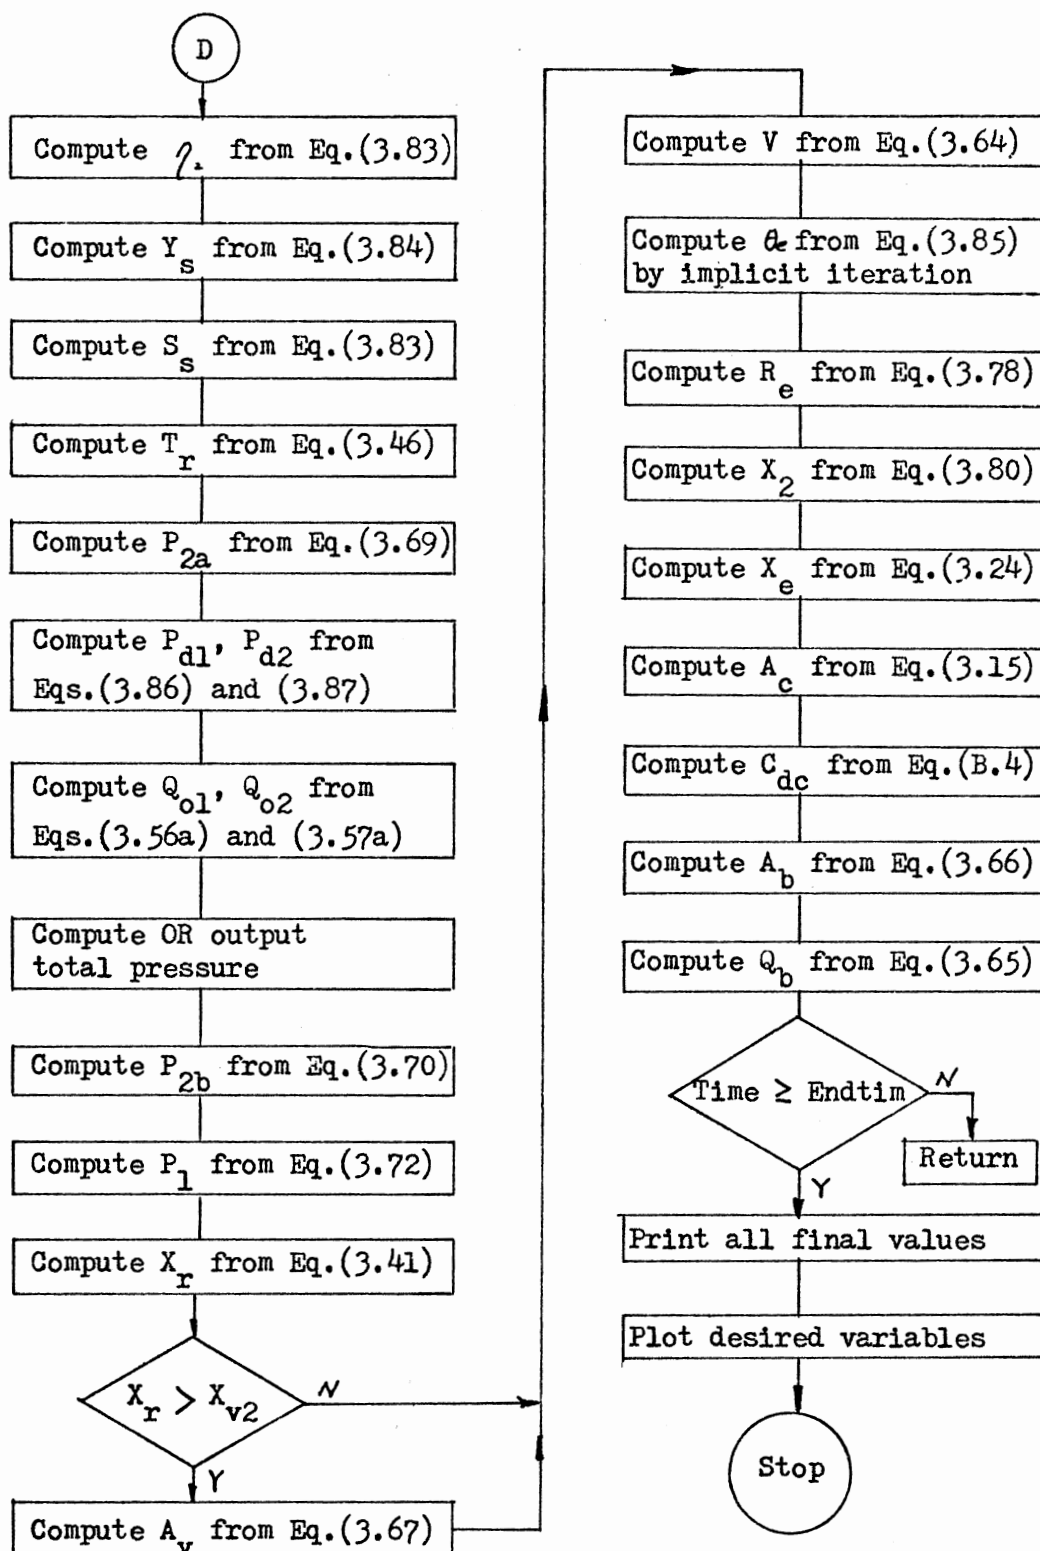 D
Compute η. from Eq.(3.83)
Compute Y_s from Eq.(3.84)
Compute S_s from Eq.(3.83)
Compute T_r from Eq.(3.46)
Compute P_2a from Eq.(3.69)
Compute P_d1, P_d2 from
Eqs.(3.86) and (3.87)
Compute Q_o1, Q_o2 from
Eqs.(3.56a) and (3.57a)
Compute OR output
total pressure
Compute P_2b from Eq.(3.70)
Compute P_1 from Eq.(3.72)
Compute X_r from Eq.(3.41)
X_r > X_v2
N
Y
Compute A_v from Eq.(3.67)
Compute V from Eq.(3.64)
Compute θ_e from Eq.(3.85)
by implicit iteration
Compute R_e from Eq.(3.78)
Compute X_2 from Eq.(3.80)
Compute X_e from Eq.(3.24)
Compute A_c from Eq.(3.15)
Compute C_dc from Eq.(B.4)
Compute A_b from Eq.(3.66)
Compute Q_b from Eq.(3.65)
Time ≥ Endtim
N
Return
Y
Print all final values
Plot desired variables
Stop